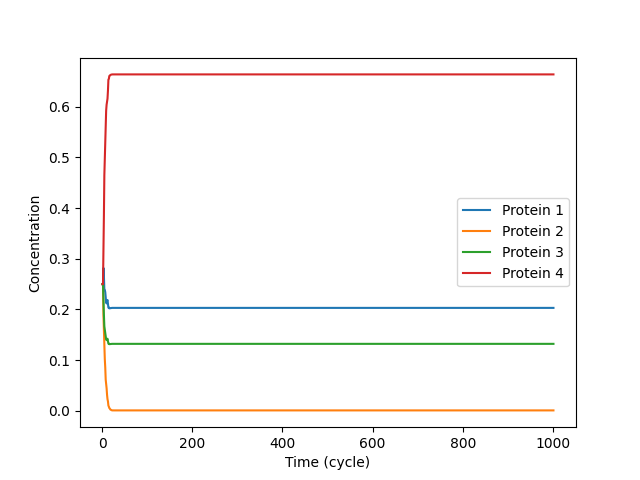 Concentration
0.6
0.5
0.4
0.3
0.2
0.1
0.0
Protein 1
Protein 2
Protein 3
Protein 4
0 200 400 600 800 1000
Time (cycle)